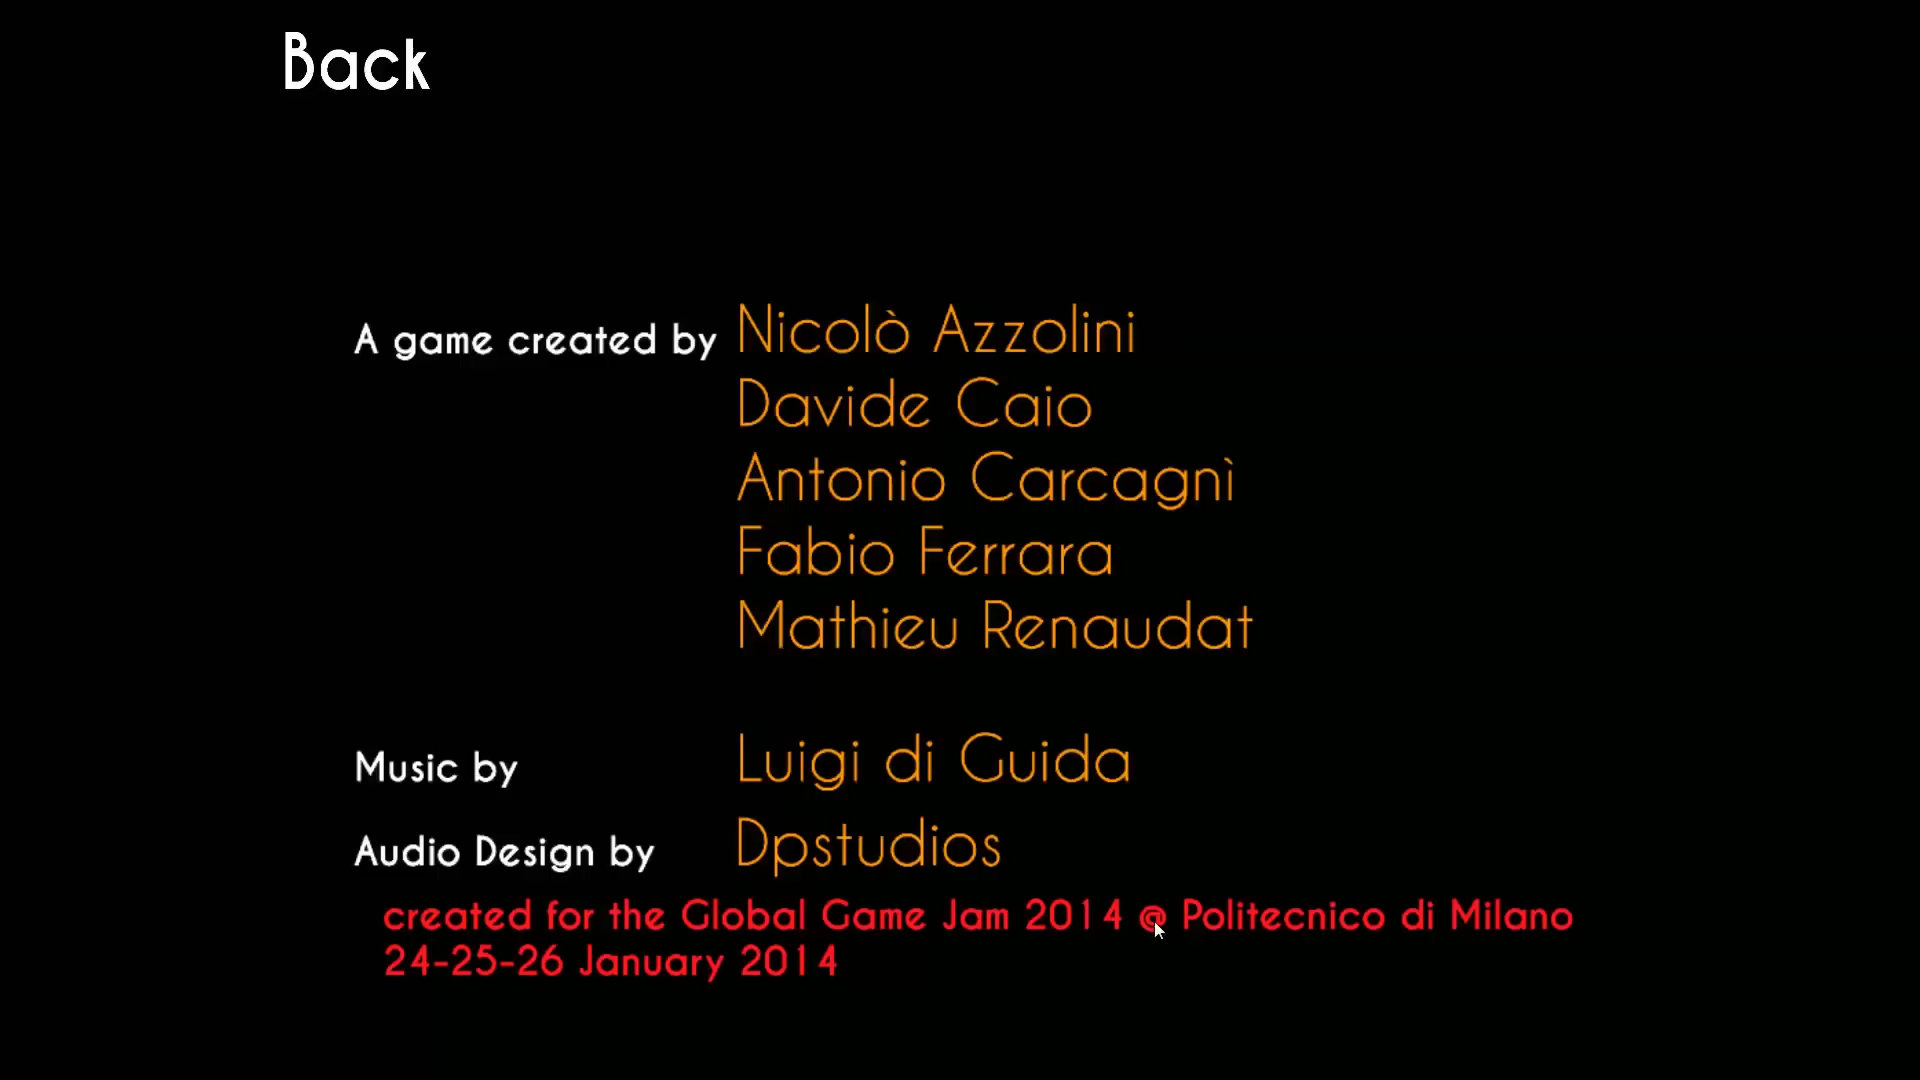 Back
A game created by Nicolò Azzolini
Davide Caio
Antonio Carcagnì
Fabio Ferrara
Mathieu Renaudat
Music by Luigi di Guida
Audio Design by Dpstudios
created for the Global Game Jam 2014 @ Politecnico di Milano
24-25-26 January 2014